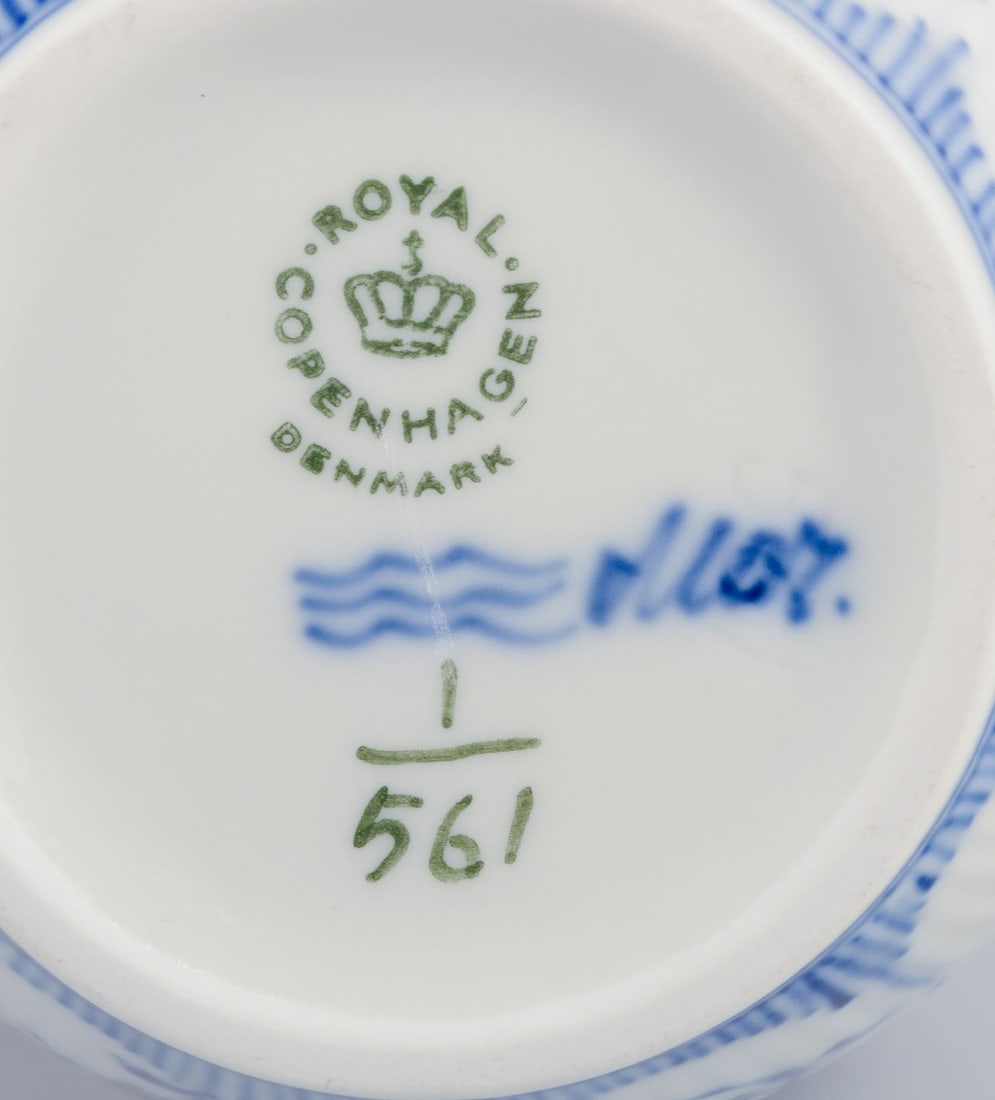 · ROYAL ·
COPENHAGEN
DENMARK
1
561